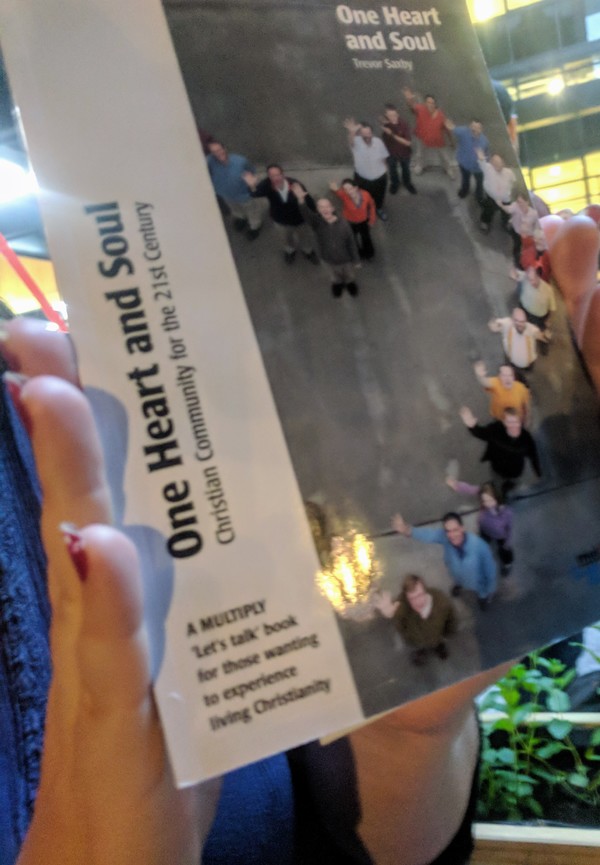 One Heart
and Soul
Trevor Saxby
One Heart and Soul
Christian Community for the 21st Century
A MULTIPLY
'Let's talk' book
for those wanting
to experience
living Christianity